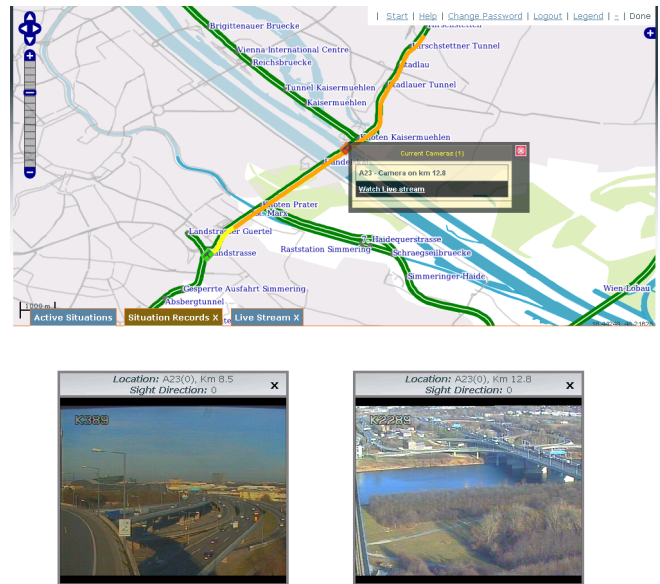 | Start | Help | Change Password | Logout | Legend | - | Done
Brigittenauer Bruecke
Hirschstetten
Hirschstettner Tunnel
Vienna International Centre
Reichsbruecke
Stadlau
Tunnel Kaisermuehlen
Stadlauer Tunnel
Kaisermuehlen
Knoten Kaisermuehlen
Current Cameras (1)
A23 - Camera on km 12.8
Watch Live stream
Knoten Prater
St. Marx
Landstrasser Guertel
Haidequerstrasse
Raststation Simmering
Schraegseilbruecke
Landstrasse
Simmeringer Haide
Gesperrte Ausfahrt Simmering
Wien-Lobau
Absbergtunnel
1000 m
Active Situations
Situation Records X
Live Stream X
Location: A23(0), Km 8.5
Sight Direction: 0
X
K389
Location: A23(0), Km 12.8
Sight Direction: 0
X
K2289